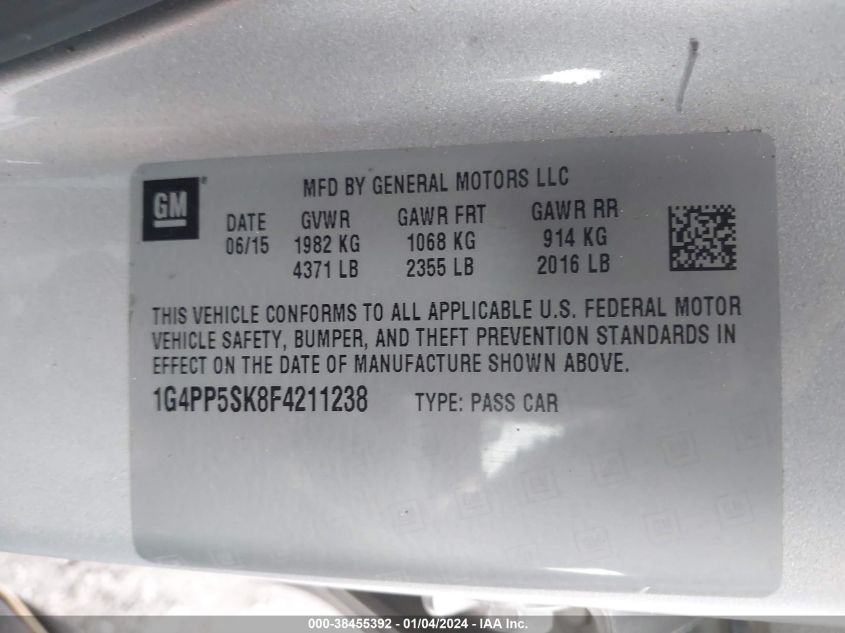 GM ®
MFD BY GENERAL MOTORS LLC
DATE GVWR GAWR FRT GAWR RR
06/15 1982 KG 1068 KG 914 KG
4371 LB 2355 LB 2016 LB
THIS VEHICLE CONFORMS TO ALL APPLICABLE U.S. FEDERAL MOTOR
VEHICLE SAFETY, BUMPER, AND THEFT PREVENTION STANDARDS IN
EFFECT ON THE DATE OF MANUFACTURE SHOWN ABOVE.
1G4PP5SK8F4211238 TYPE: PASS CAR
000-38455392 - 01/04/2024 - IAA Inc.